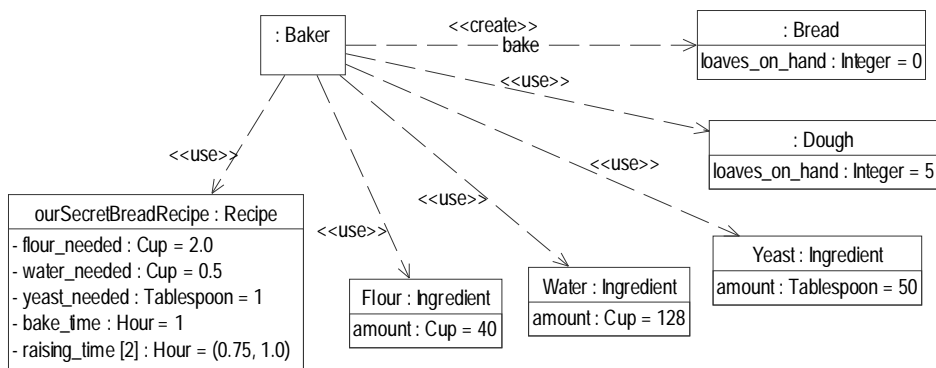 : Baker
<<create>>
bake
: Bread
loaves_on_hand : Integer = 0
<<use>>
: Dough
loaves_on_hand : Integer = 5
<<use>>
Yeast : Ingredient
amount : Tablespoon = 50
<<use>>
Water : Ingredient
amount : Cup = 128
<<use>>
Flour : Ingredient
amount : Cup = 40
<<use>>
ourSecretBreadRecipe : Recipe
- flour_needed : Cup = 2.0
- water_needed : Cup = 0.5
- yeast_needed : Tablespoon = 1
- bake_time : Hour = 1
- raising_time [2] : Hour = (0.75, 1.0)